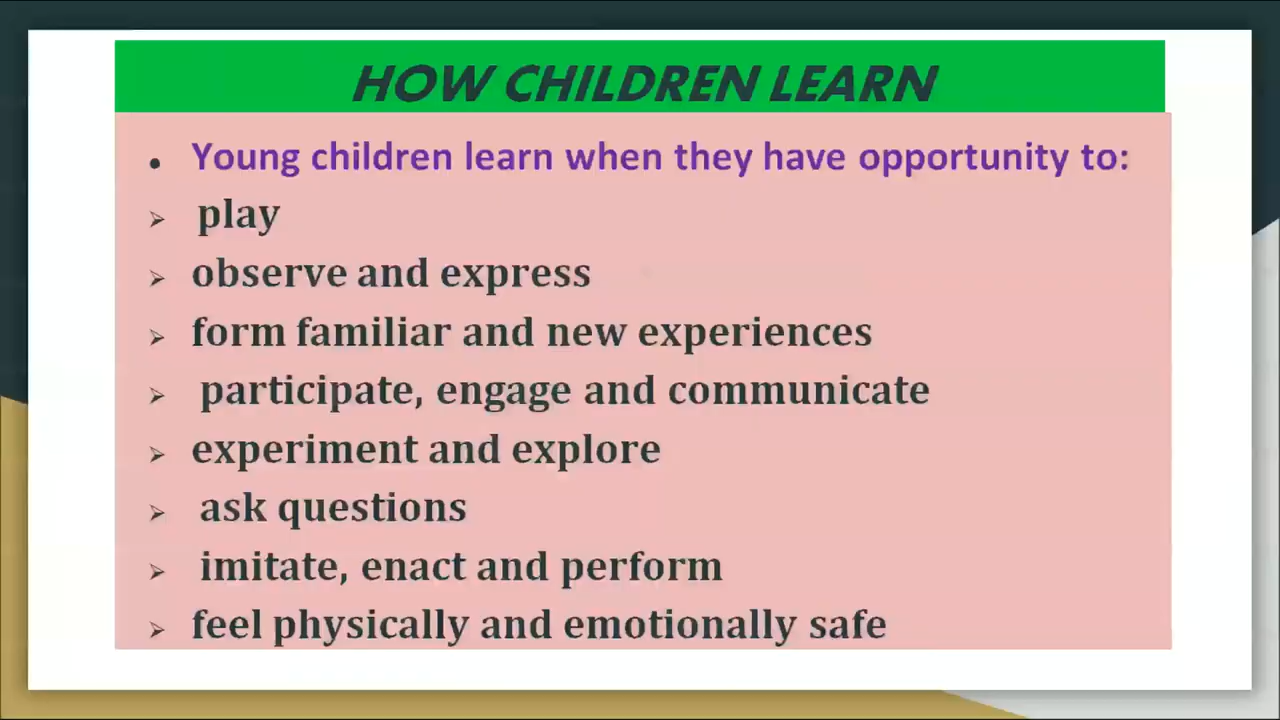 HOW CHILDREN LEARN
• Young children learn when they have opportunity to:
➢ play
➢ observe and express
➢ form familiar and new experiences
➢ participate, engage and communicate
➢ experiment and explore
➢ ask questions
➢ imitate, enact and perform
➢ feel physically and emotionally safe